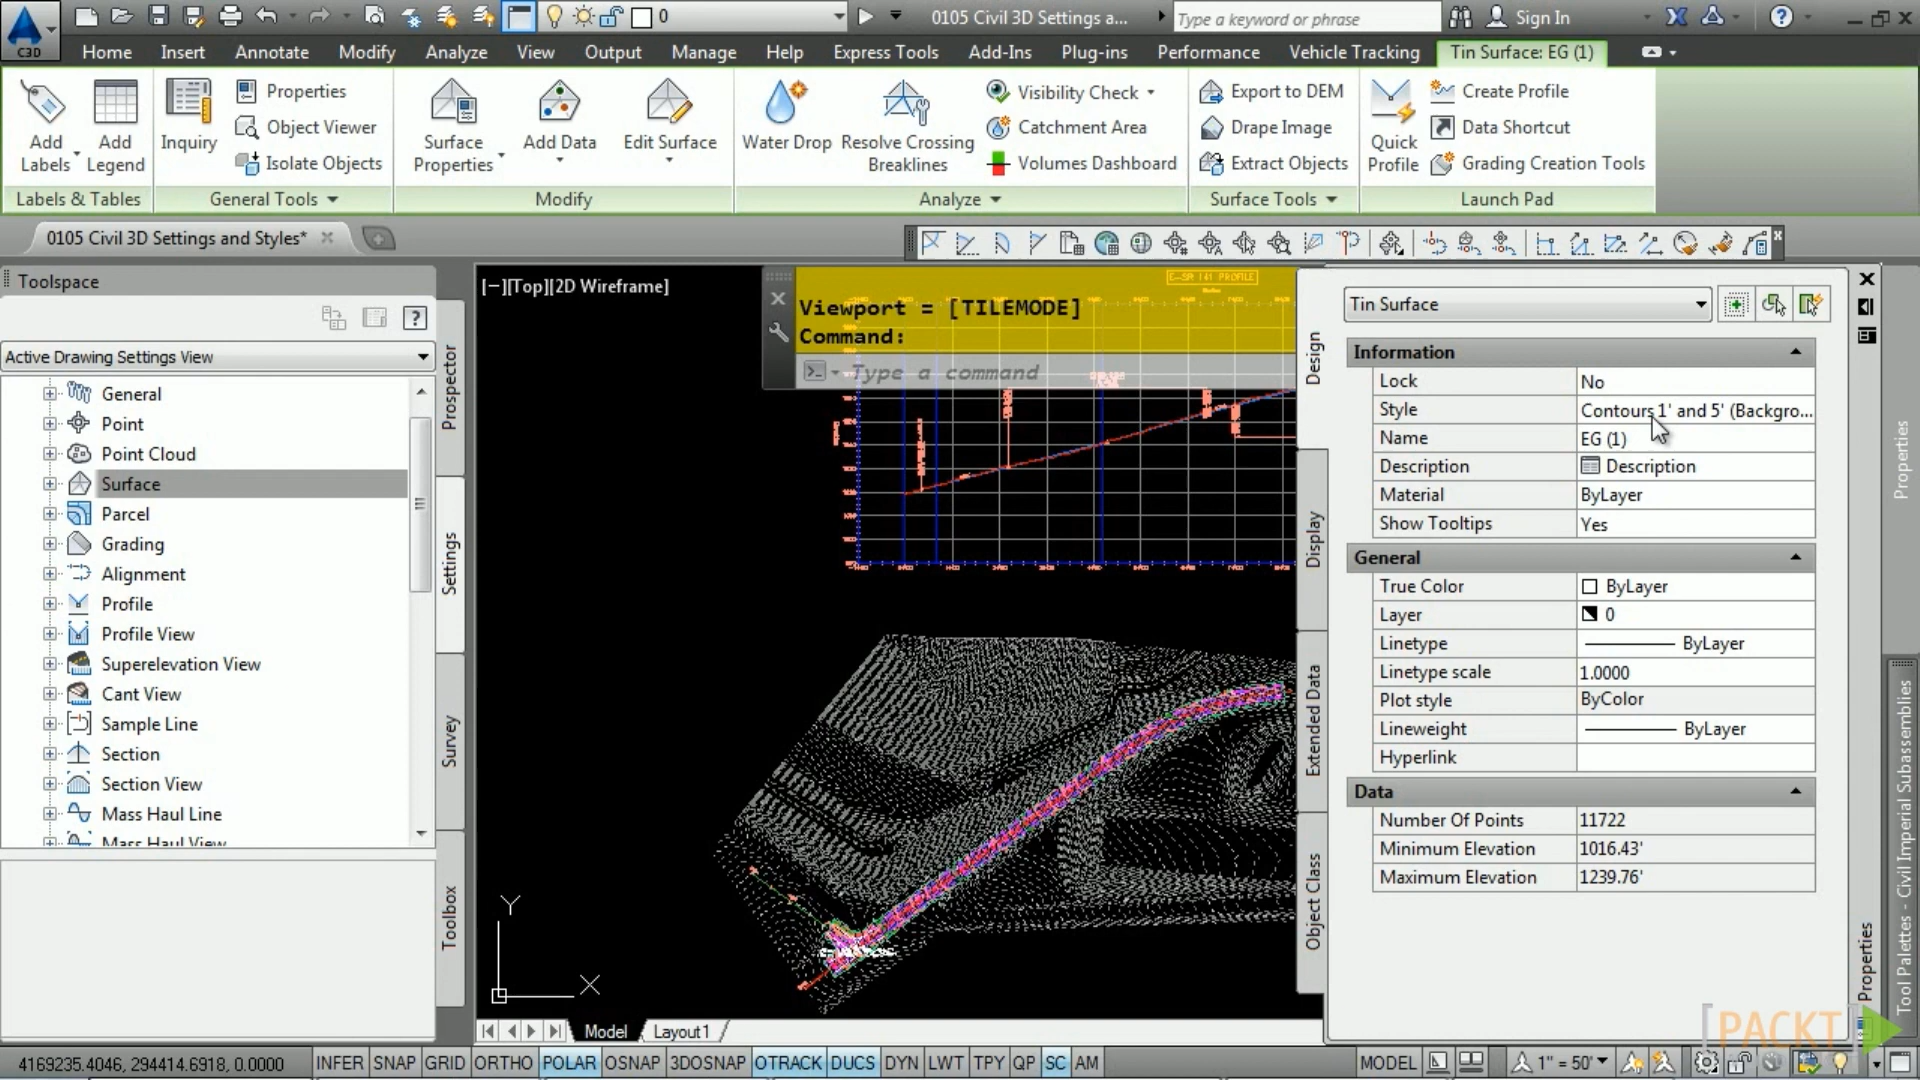 0
0105 Civil 3D Settings a...
Type a keyword or phrase
Sign In
C3D
Home Insert Annotate Modify Analyze View Output Manage Help Express Tools Add-Ins Plug-ins Performance Vehicle Tracking Tin Surface: EG (1)
Add Labels
Add Legend
Inquiry
Properties
Object Viewer
Isolate Objects
Surface Properties
Add Data
Edit Surface
Water Drop
Resolve Crossing Breaklines
Visibility Check
Catchment Area
Volumes Dashboard
Export to DEM
Drape Image
Extract Objects
Quick Profile
Create Profile
Data Shortcut
Grading Creation Tools
Labels & Tables
General Tools
Modify
Analyze
Surface Tools
Launch Pad
0105 Civil 3D Settings and Styles*
Toolspace
Active Drawing Settings View
General
Point
Point Cloud
Surface
Parcel
Grading
Alignment
Profile
Profile View
Superelevation View
Cant View
Sample Line
Section
Section View
Mass Haul Line
Mass Haul View
Prospector
Settings
Survey
Toolbox
[−][Top][2D Wireframe]
Viewport = [TILEMODE]
Command:
Type a command
Y
X
Model
Layout1
Design
Display
Extended Data
Object Class
Tin Surface
Information
Lock No
Style Contours 1' and 5' (Backgro...
Name EG (1)
Description Description
Material ByLayer
Show Tooltips Yes
General
True Color ByLayer
Layer 0
Linetype ByLayer
Linetype scale 1.0000
Plot style ByColor
Lineweight ByLayer
Hyperlink
Data
Number Of Points 11722
Minimum Elevation 1016.43'
Maximum Elevation 1239.76'
Properties
Properties
Tool Palettes - Civil Imperial Subassemblies
[PACKT]
4169235.4046, 294414.6918, 0.0000
INFER SNAP GRID ORTHO POLAR OSNAP 3DOSNAP OTRACK DUCS DYN LWT TPY QP SC AM
MODEL
1" = 50'